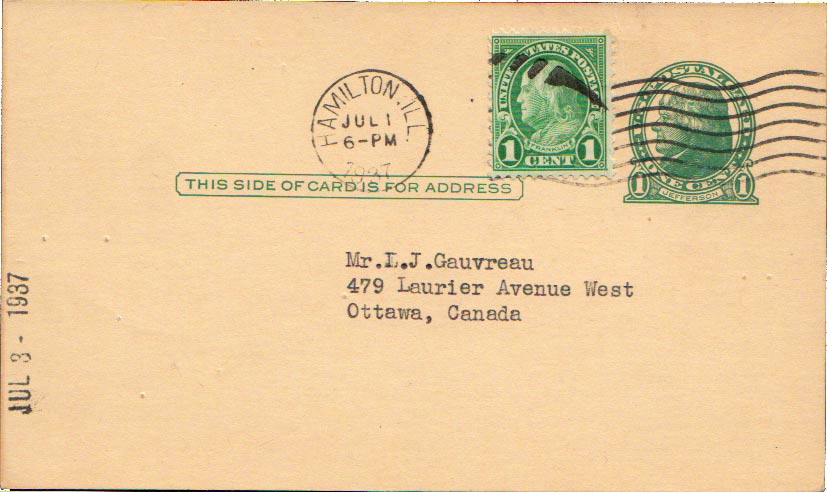 HAMILTON, ILL.
JUL 1
6-PM
1937
UNITED STATES POSTAGE
FRANKLIN
1 CENT 1
U.S. POSTAL CARD
ONE CENT
1 JEFFERSON 1
THIS SIDE OF CARD IS FOR ADDRESS
Mr.L.J.Gauvreau
479 Laurier Avenue West
Ottawa, Canada
JUL 3 - 1937